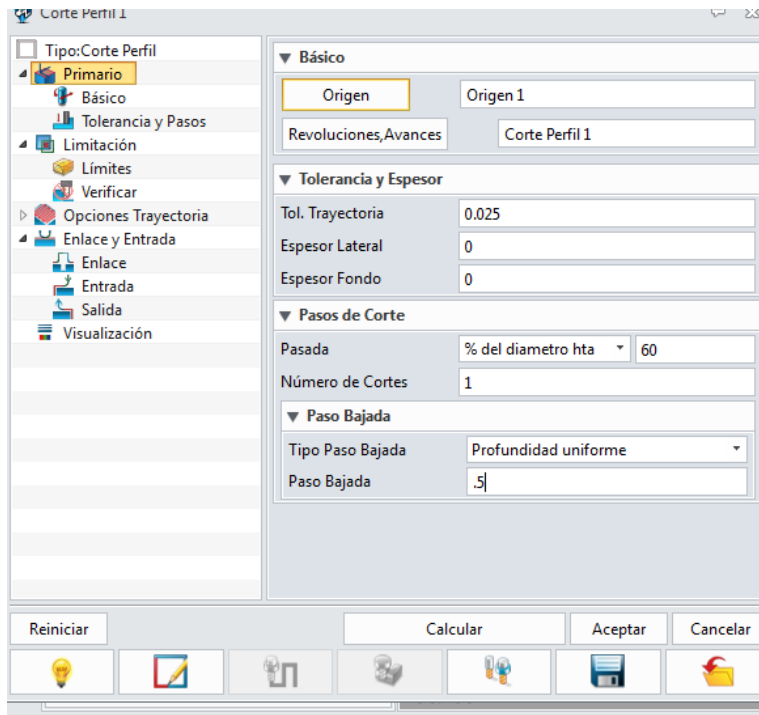 Corte Perfil 1
Tipo:Corte Perfil
Primario
Básico
Tolerancia y Pasos
Limitación
Límites
Verificar
Opciones Trayectoria
Enlace y Entrada
Enlace
Entrada
Salida
Visualización
Básico
Origen Origen 1
Revoluciones,Avances Corte Perfil 1
Tolerancia y Espesor
Tol. Trayectoria 0.025
Espesor Lateral 0
Espesor Fondo 0
Pasos de Corte
Pasada % del diametro hta 60
Número de Cortes 1
Paso Bajada
Tipo Paso Bajada Profundidad uniforme
Paso Bajada .5
Reiniciar Calcular Aceptar Cancelar